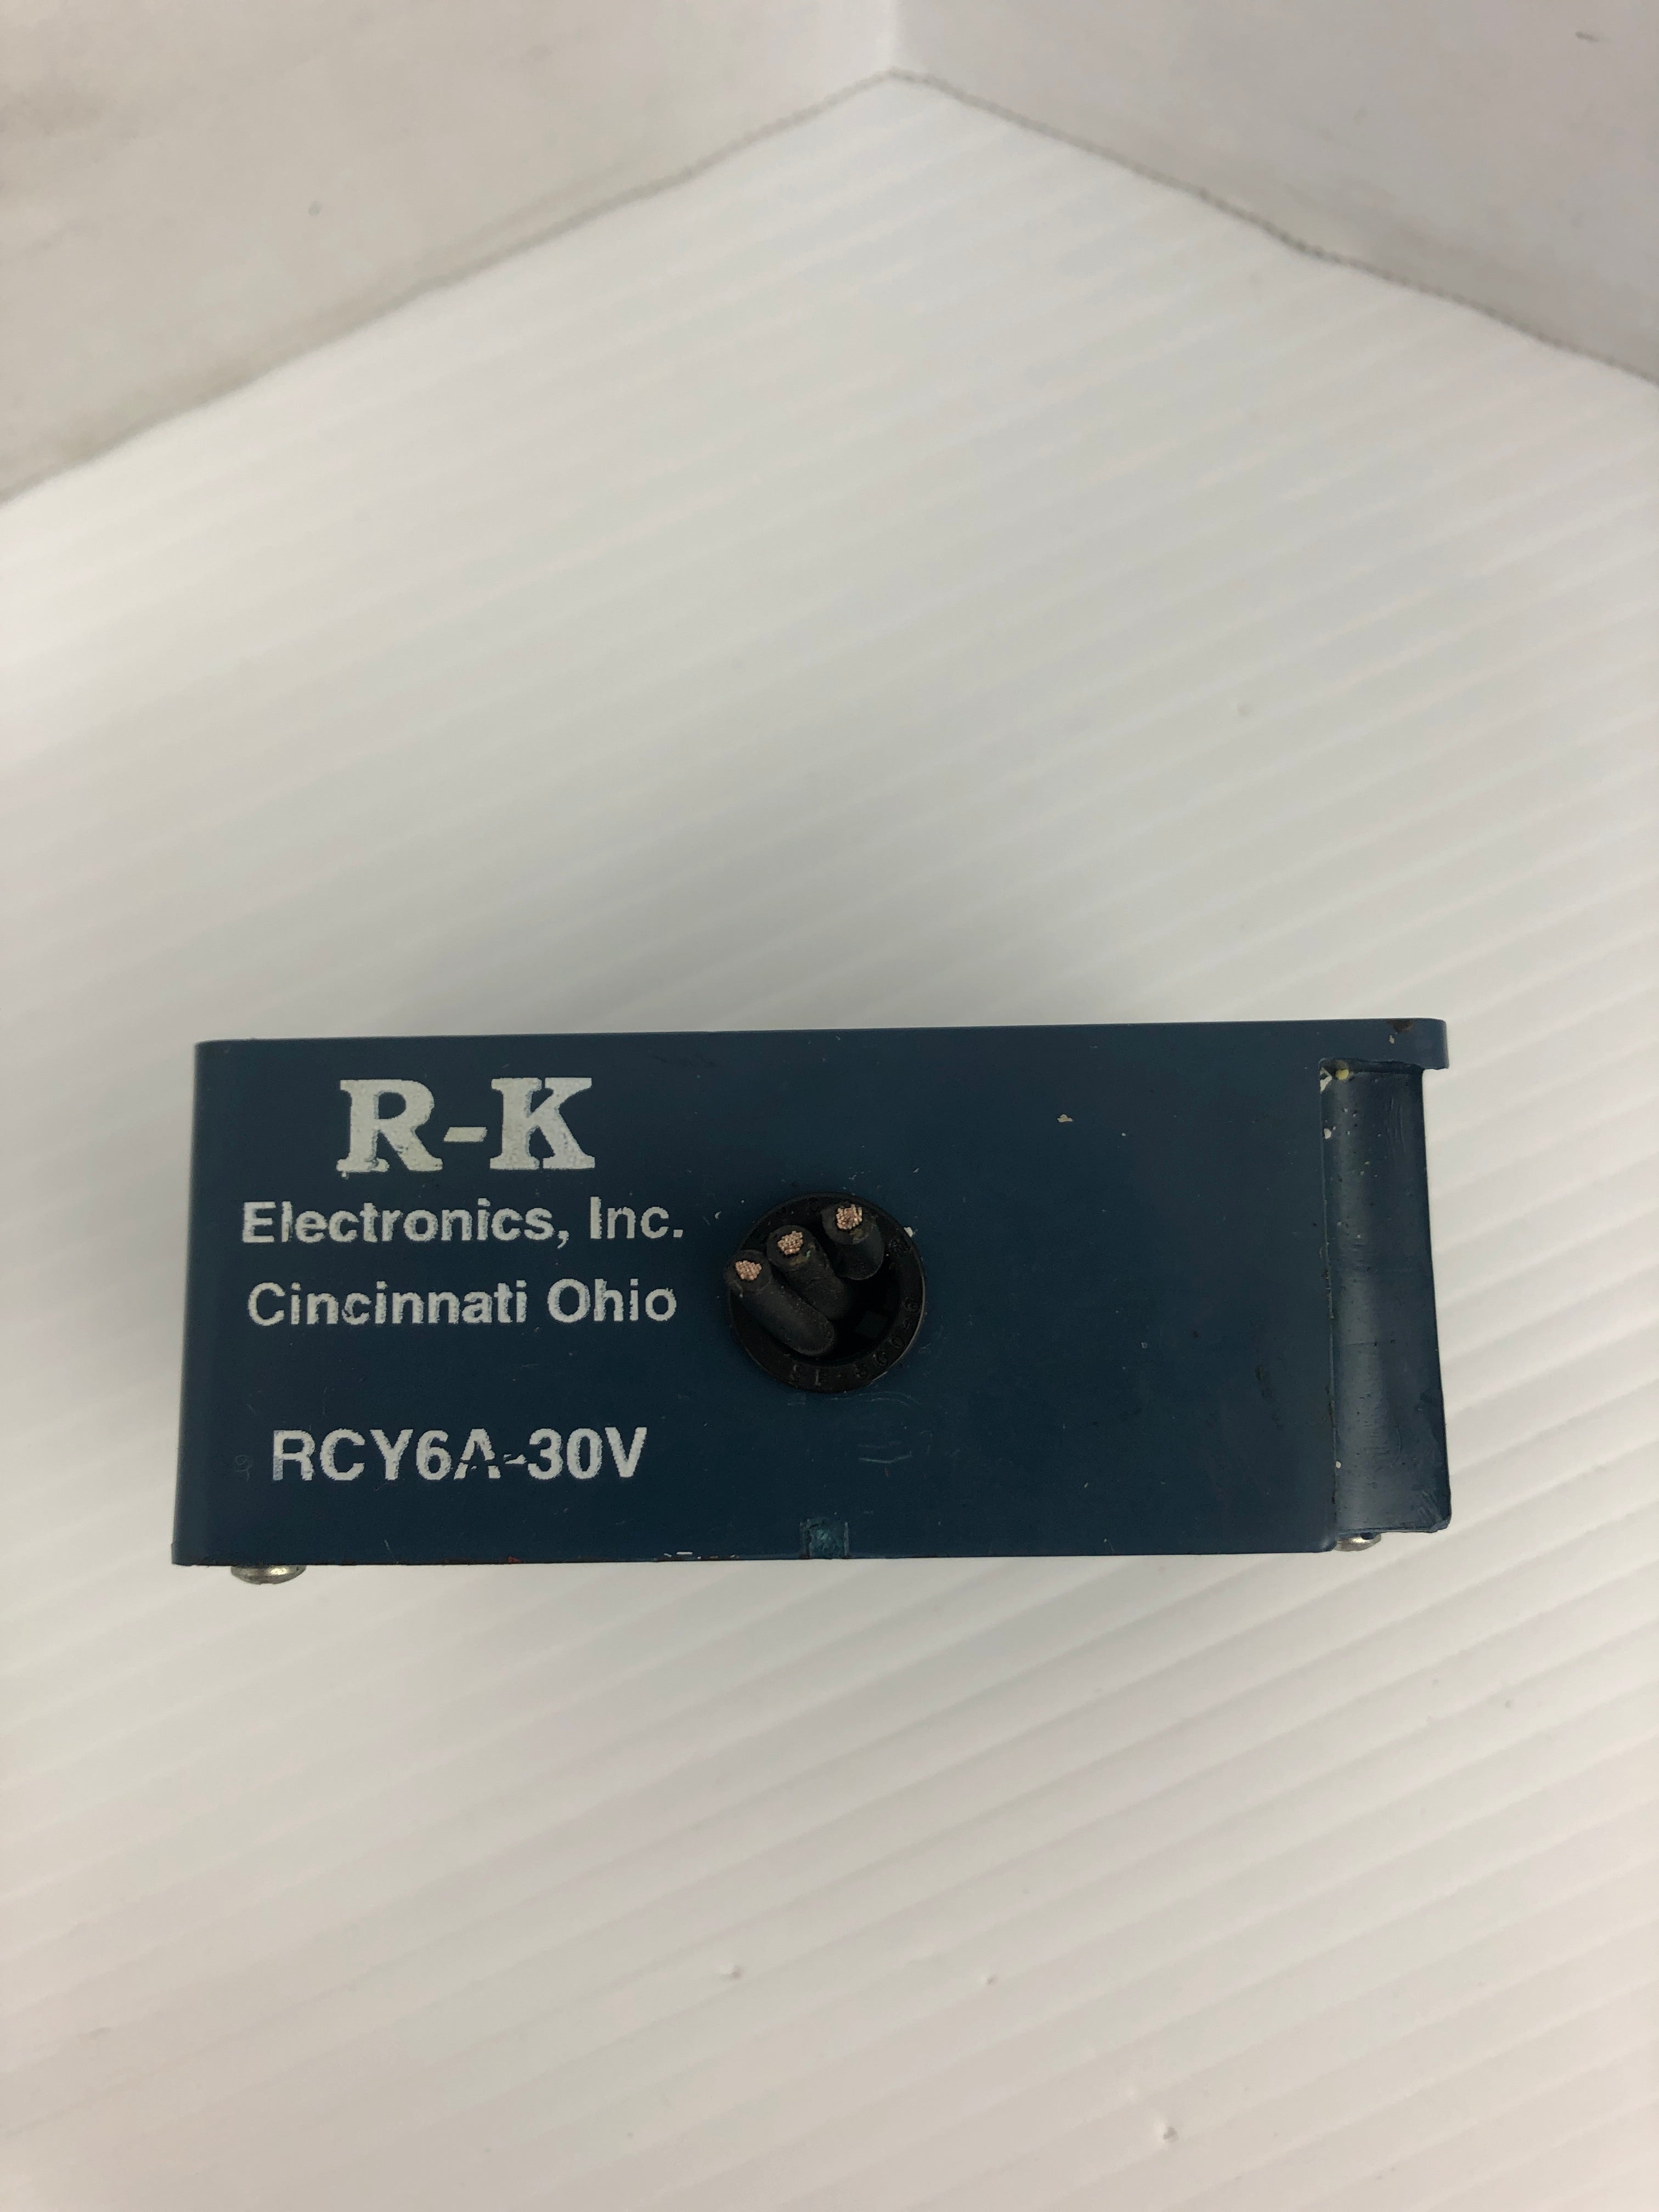 R-K
Electronics, Inc.
Cincinnati Ohio
RCY6A-30V